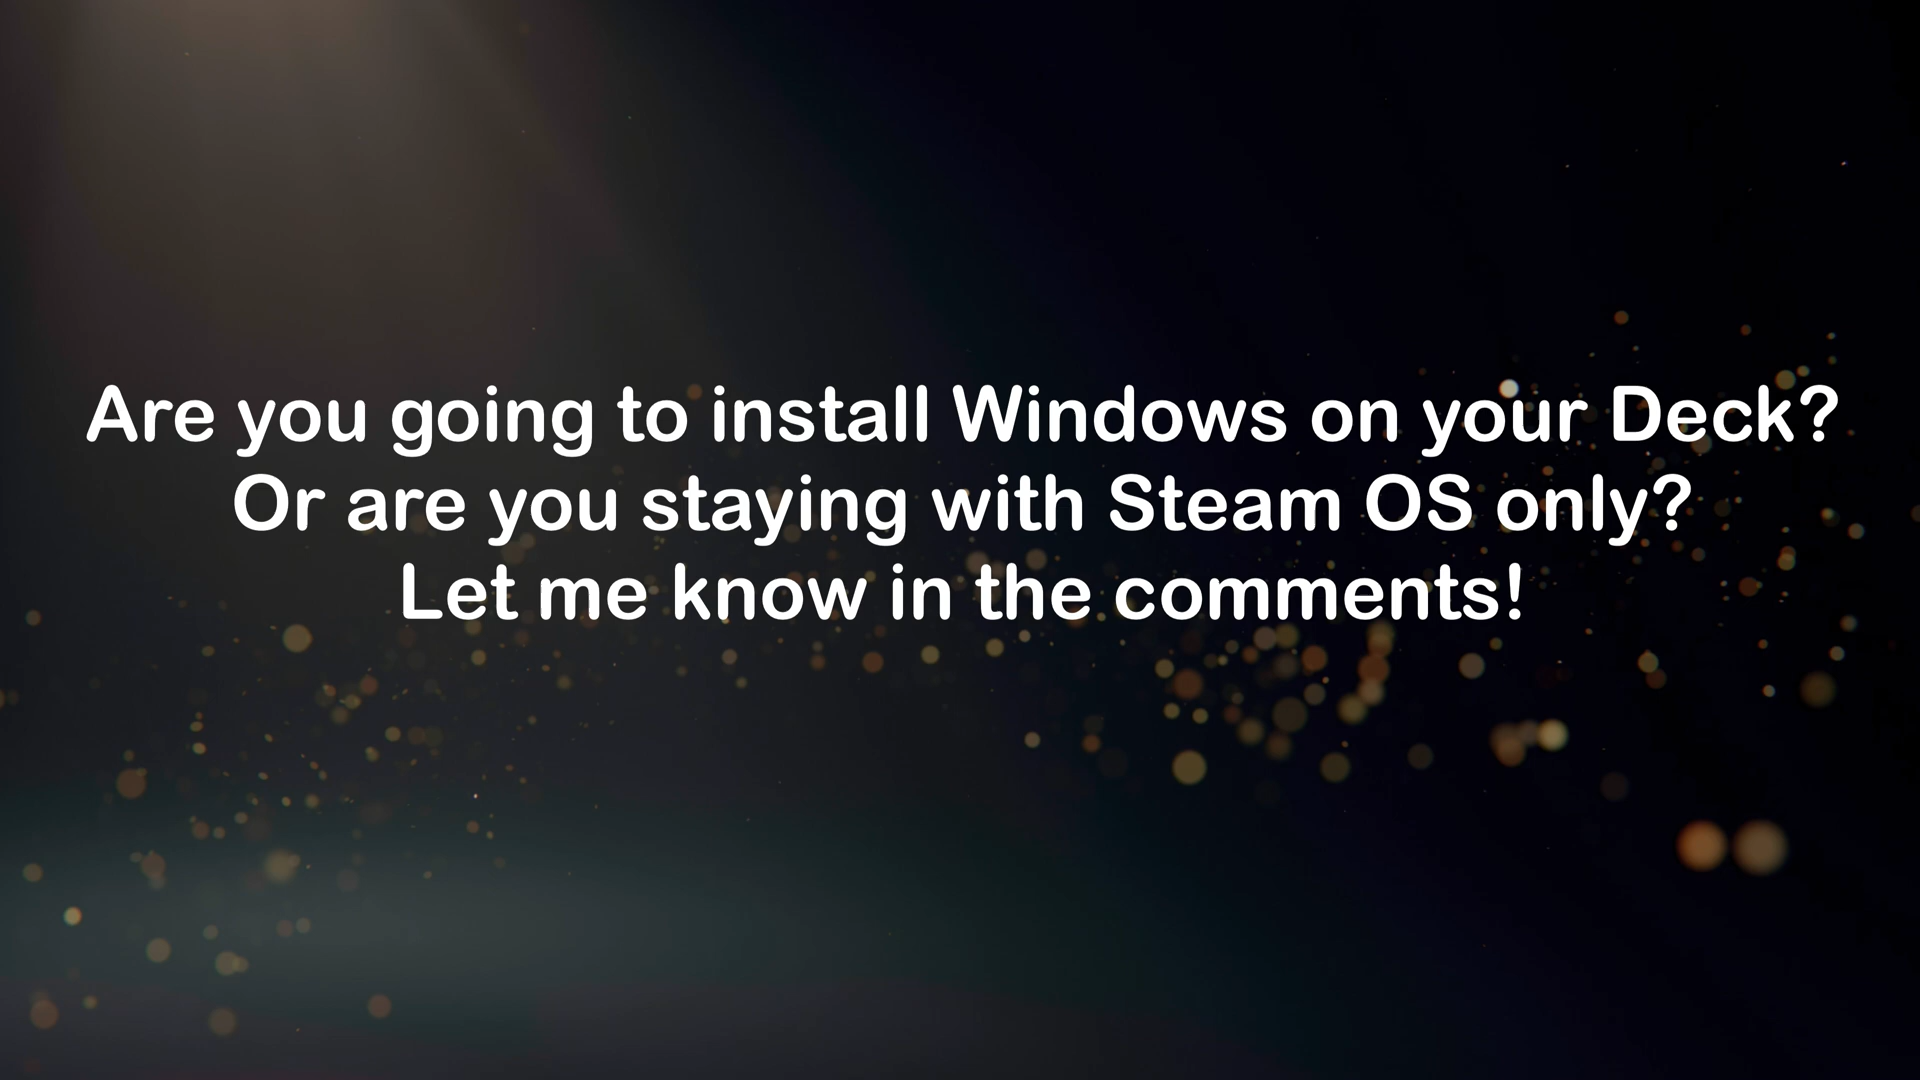 Are you going to install Windows on your Deck?
Or are you staying with Steam OS only?
Let me know in the comments!